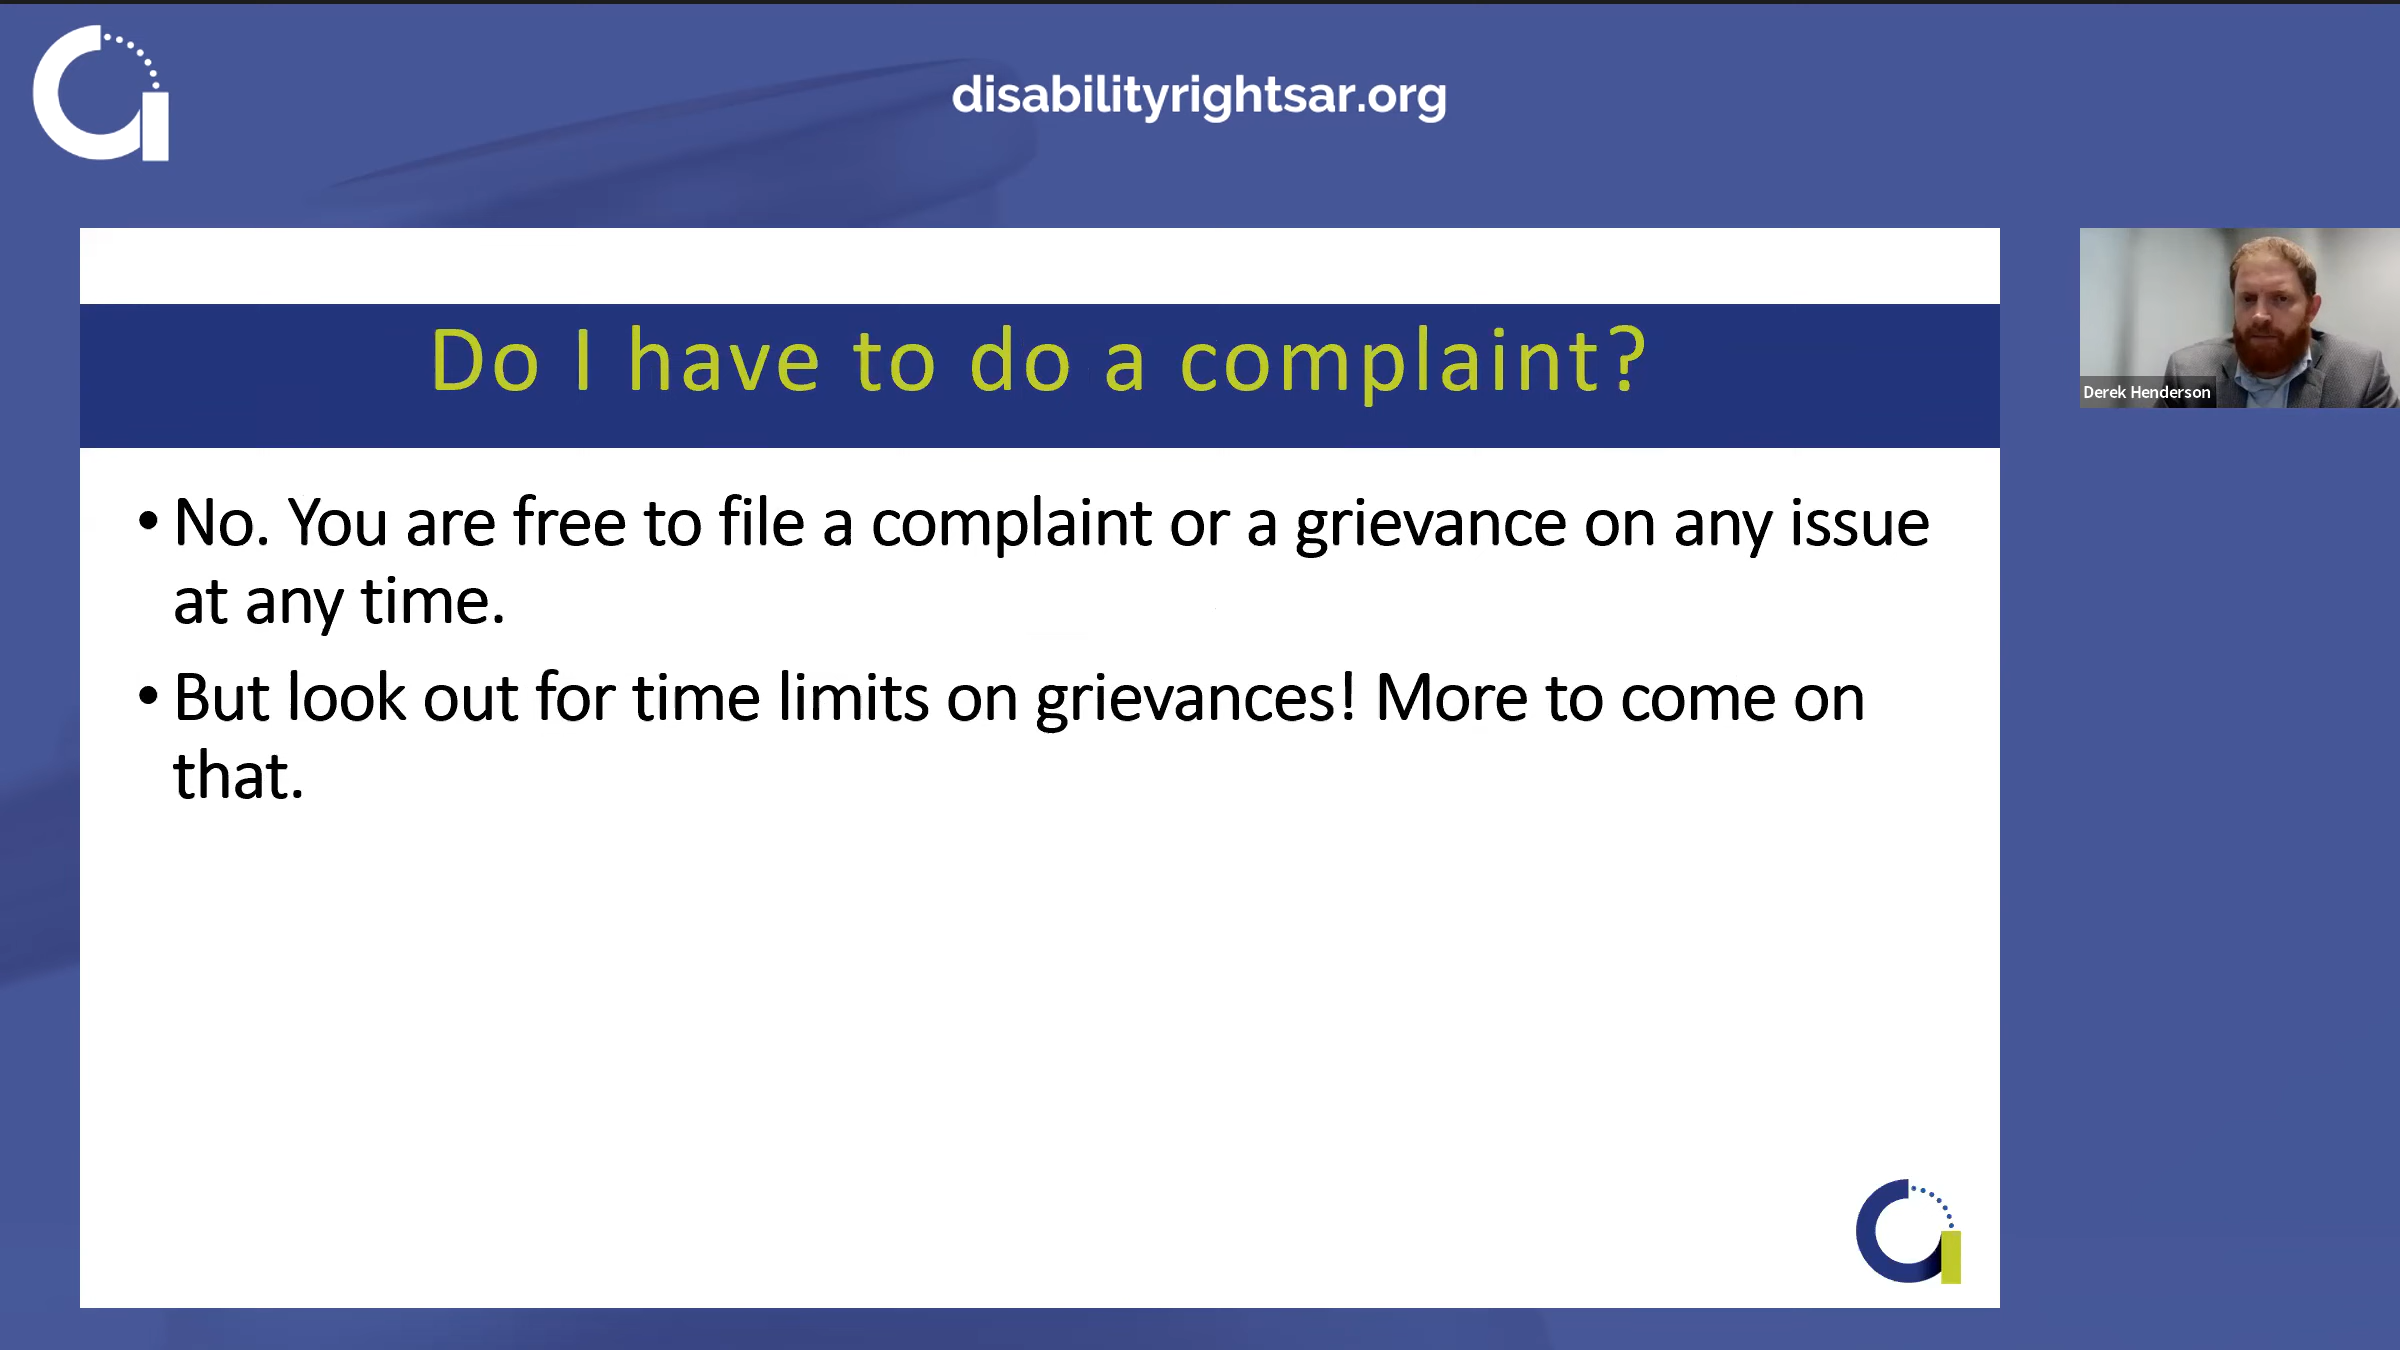 disabilityrightsar.org
Do I have to do a complaint?
• No. You are free to file a complaint or a grievance on any issue
at any time.
• But look out for time limits on grievances! More to come on
that.
Derek Henderson